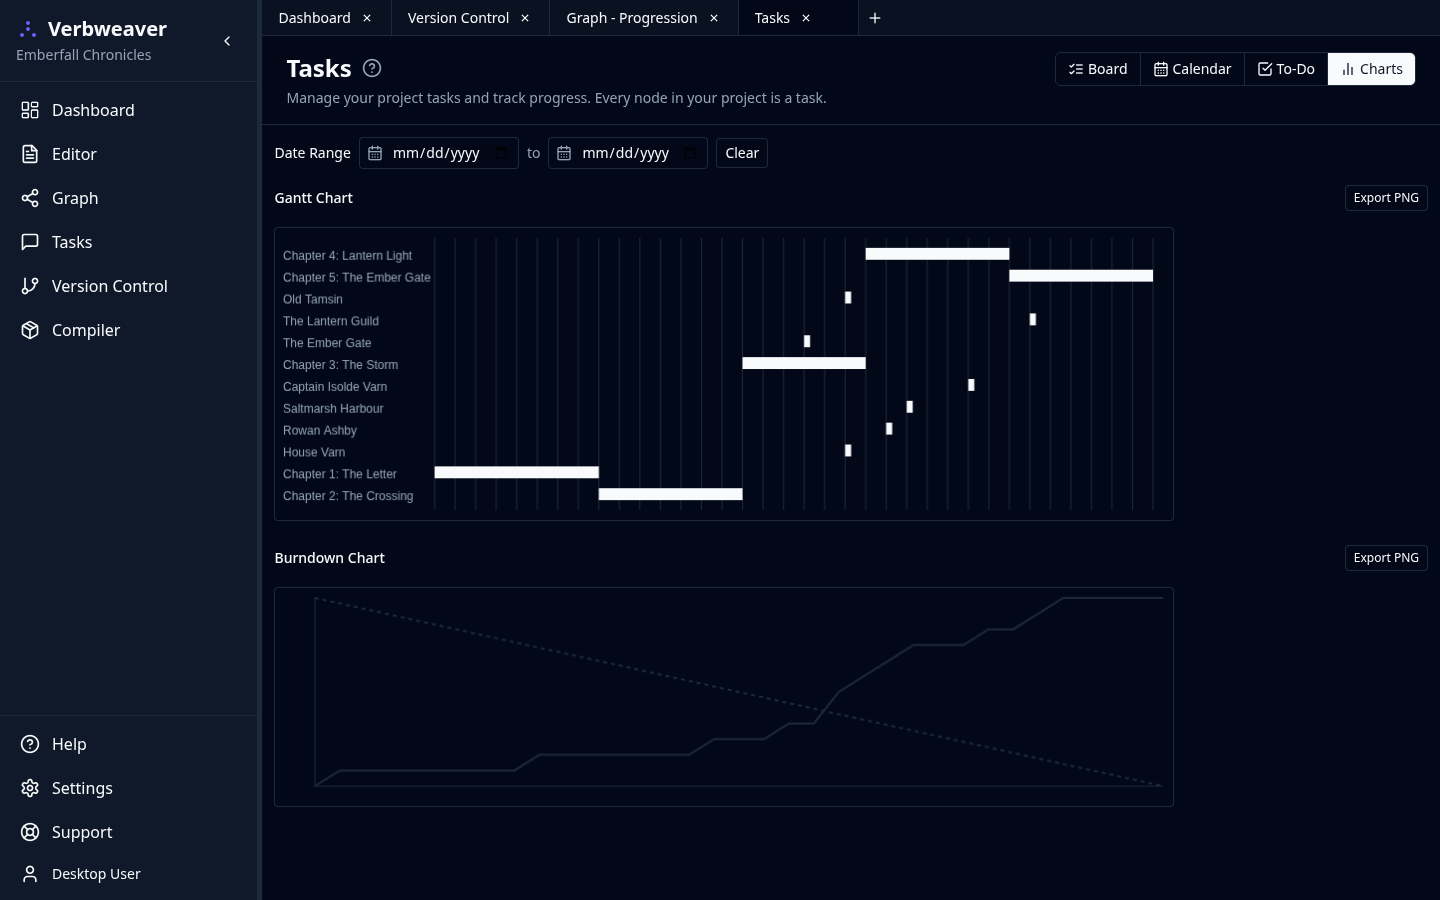 Verbweaver
Emberfall Chronicles
Dashboard
Editor
Graph
Tasks
Version Control
Compiler
Help
Settings
Support
Desktop User
Dashboard × Version Control × Graph - Progression × Tasks × +
Tasks
Manage your project tasks and track progress. Every node in your project is a task.
Board Calendar To-Do Charts
Date Range mm/dd/yyyy to mm/dd/yyyy Clear
Gantt Chart Export PNG
Chapter 4: Lantern Light
Chapter 5: The Ember Gate
Old Tamsin
The Lantern Guild
The Ember Gate
Chapter 3: The Storm
Captain Isolde Varn
Saltmarsh Harbour
Rowan Ashby
House Varn
Chapter 1: The Letter
Chapter 2: The Crossing
Burndown Chart Export PNG